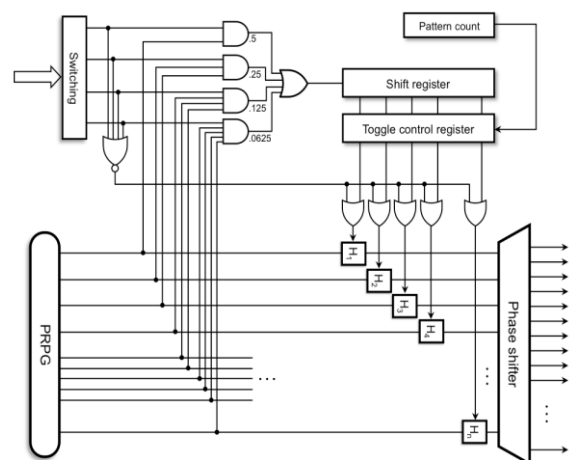 Pattern count
Switching
.5
.25
.125
.0625
Shift register
Toggle control register
H1
H2
H3
H4
Hn
PRPG
Phase shifter